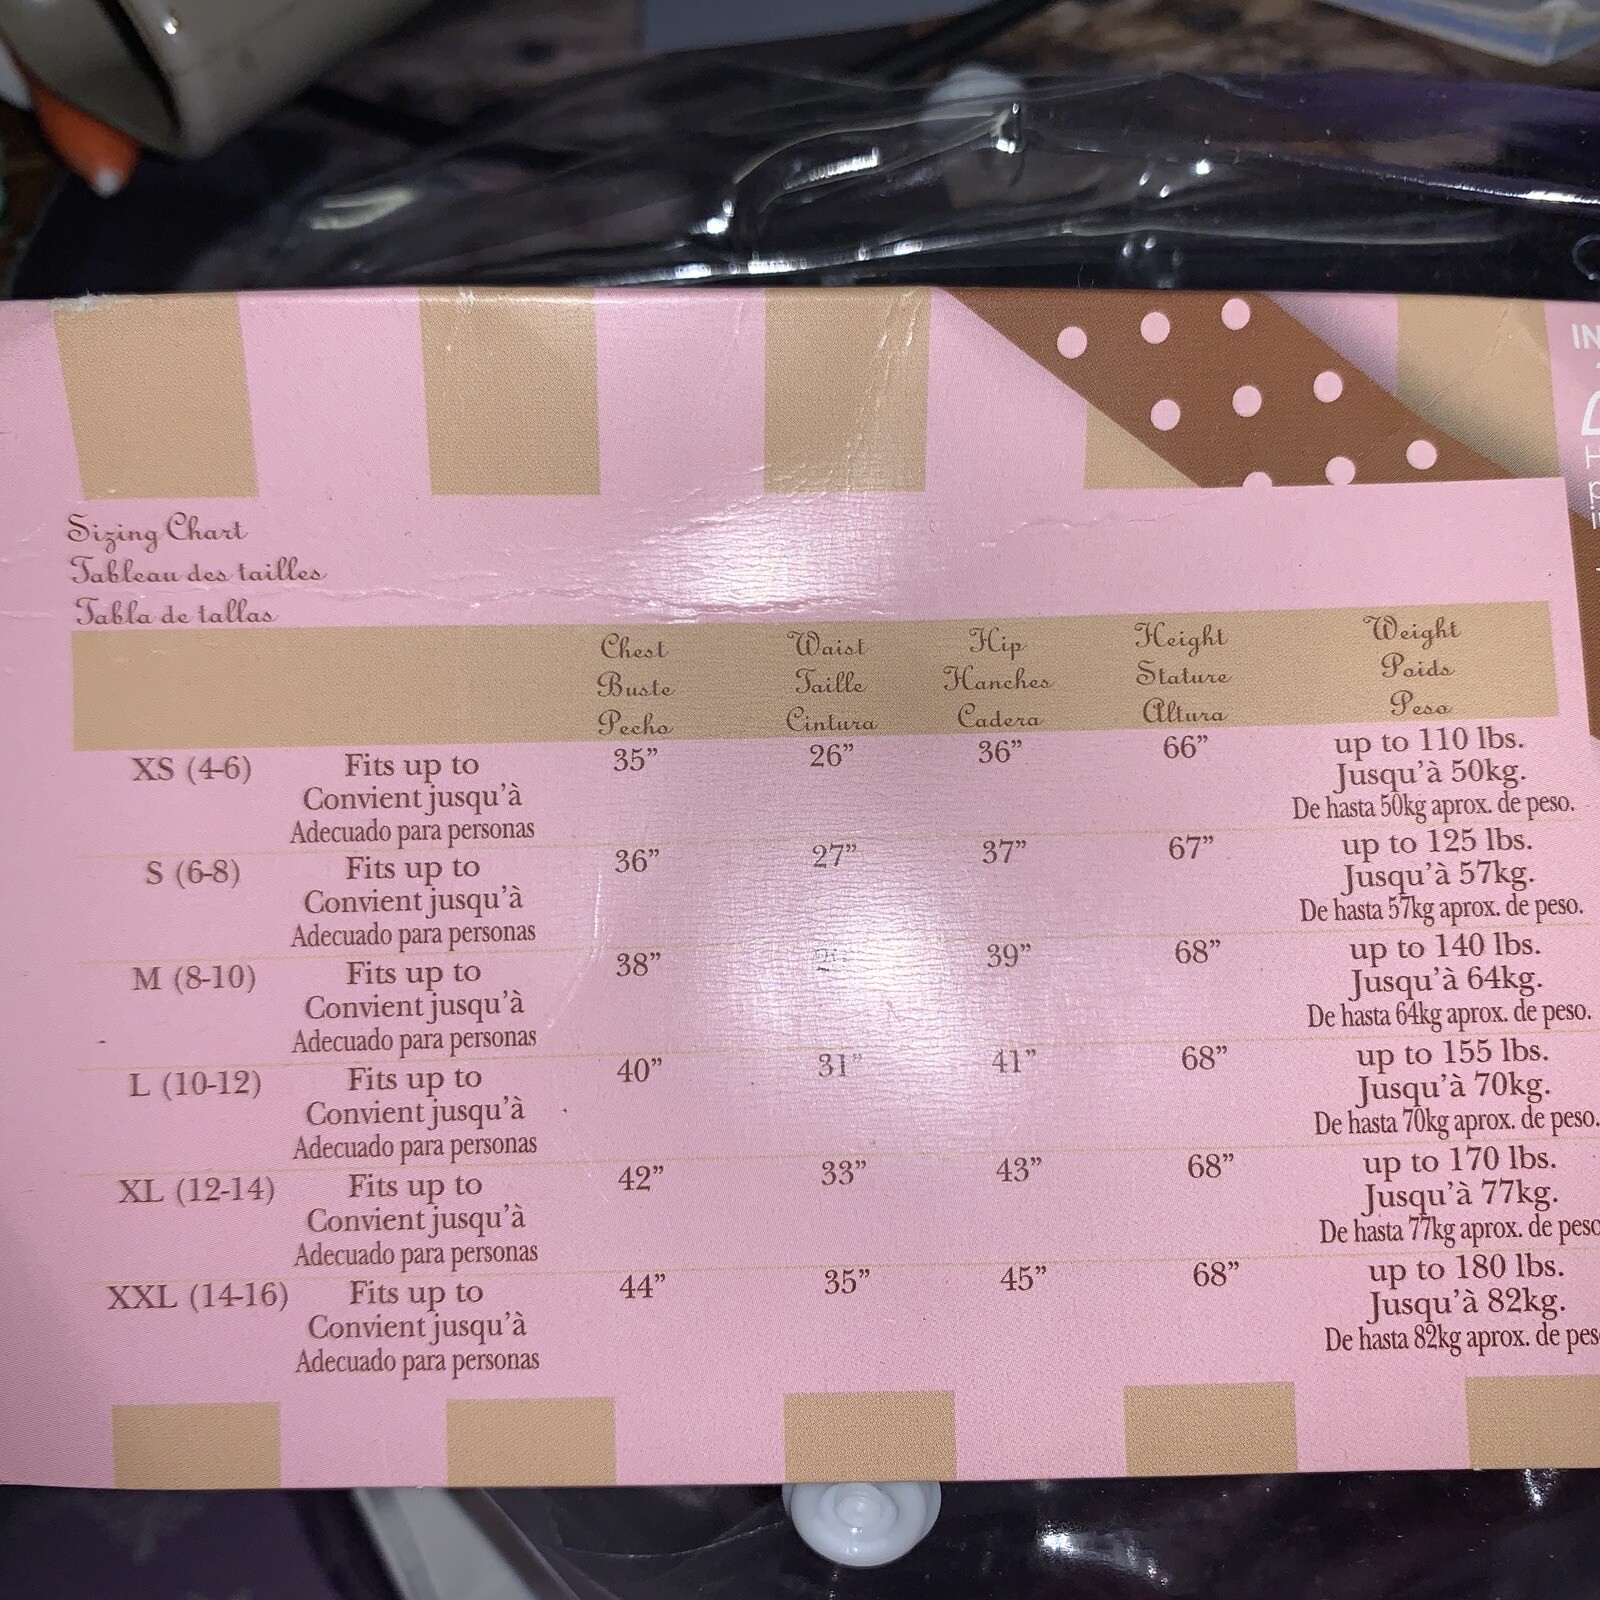 Sizing Chart
Tableau des tailles
Tabla de tallas
Chest Waist Hip Height Weight
Buste Taille Hanches Stature Poids
Pecho Cintura Cadera Altura Peso
XS (4-6) Fits up to 35” 26” 36” 66” up to 110 lbs.
Convient jusqu’à Jusqu’à 50kg.
Adecuado para personas De hasta 50kg aprox. de peso.
S (6-8) Fits up to 36” 27” 37” 67” up to 125 lbs.
Convient jusqu’à Jusqu’à 57kg.
Adecuado para personas De hasta 57kg aprox. de peso.
M (8-10) Fits up to 38” 39” 68” up to 140 lbs.
Convient jusqu’à Jusqu’à 64kg.
Adecuado para personas De hasta 64kg aprox. de peso.
L (10-12) Fits up to 40” 31” 41” 68” up to 155 lbs.
Convient jusqu’à Jusqu’à 70kg.
Adecuado para personas De hasta 70kg aprox. de peso.
XL (12-14) Fits up to 42” 33” 43” 68” up to 170 lbs.
Convient jusqu’à Jusqu’à 77kg.
Adecuado para personas De hasta 77kg aprox. de peso
XXL (14-16) Fits up to 44” 35” 45” 68” up to 180 lbs.
Convient jusqu’à Jusqu’à 82kg.
Adecuado para personas De hasta 82kg aprox. de pes